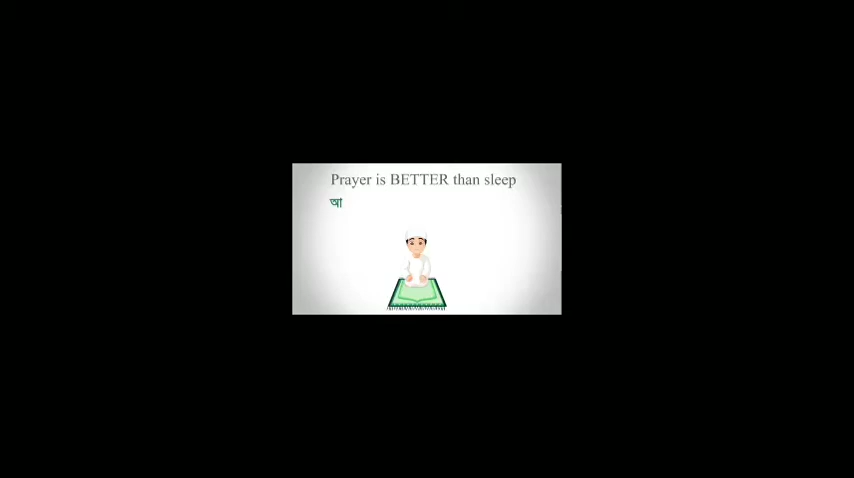 Prayer is BETTER than sleep
আ